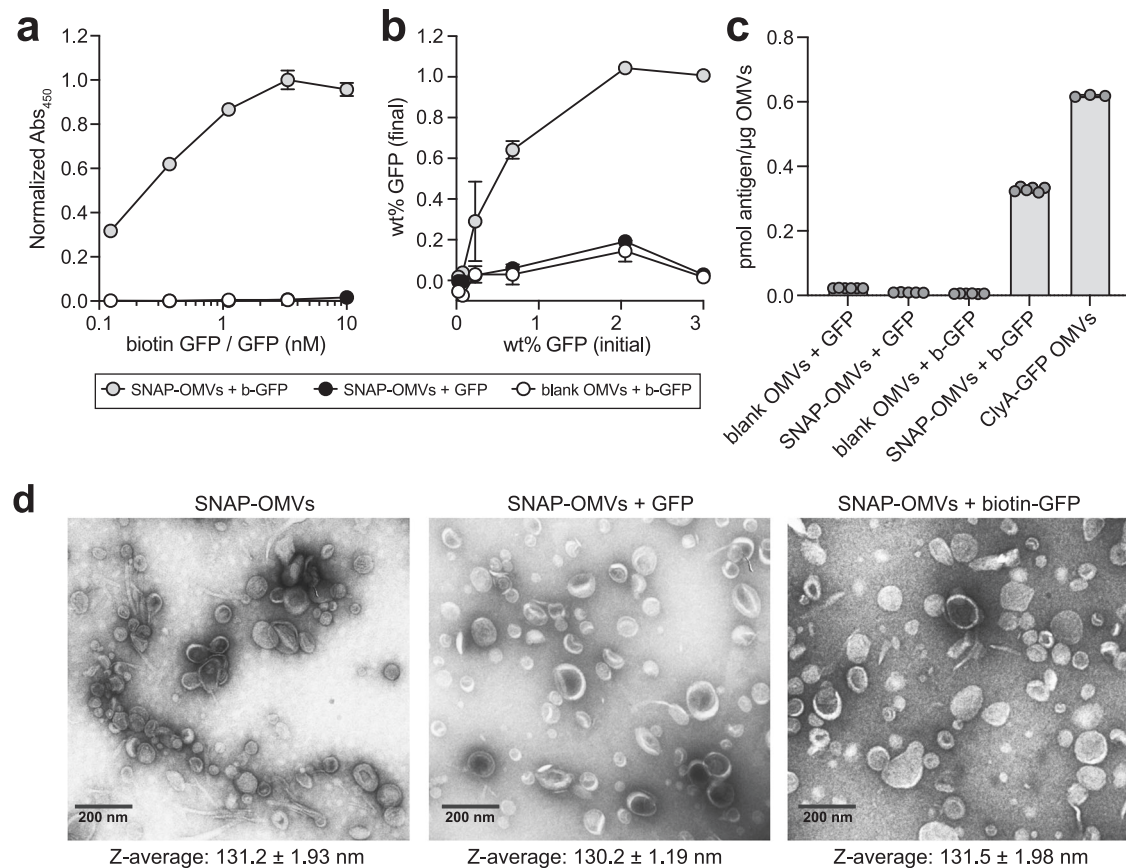 a
b
c
1.2
1.0
0.8
0.6
0.4
0.2
0.0
Normalized Abs450
0.1
1
10
biotin GFP / GFP (nM)
1.2
1.0
0.8
0.6
0.4
0.2
0.0
wt% GFP (final)
0
1
2
3
wt% GFP (initial)
SNAP-OMVs + b-GFP
SNAP-OMVs + GFP
blank OMVs + b-GFP
0.8
0.6
0.4
0.2
0.0
pmol antigen/µg OMVs
blank OMVs + GFP
SNAP-OMVs + GFP
blank OMVs + b-GFP
SNAP-OMVs + b-GFP
ClyA-GFP OMVs
d
SNAP-OMVs
SNAP-OMVs + GFP
SNAP-OMVs + biotin-GFP
200 nm
200 nm
200 nm
Z-average: 131.2 ± 1.93 nm
Z-average: 130.2 ± 1.19 nm
Z-average: 131.5 ± 1.98 nm